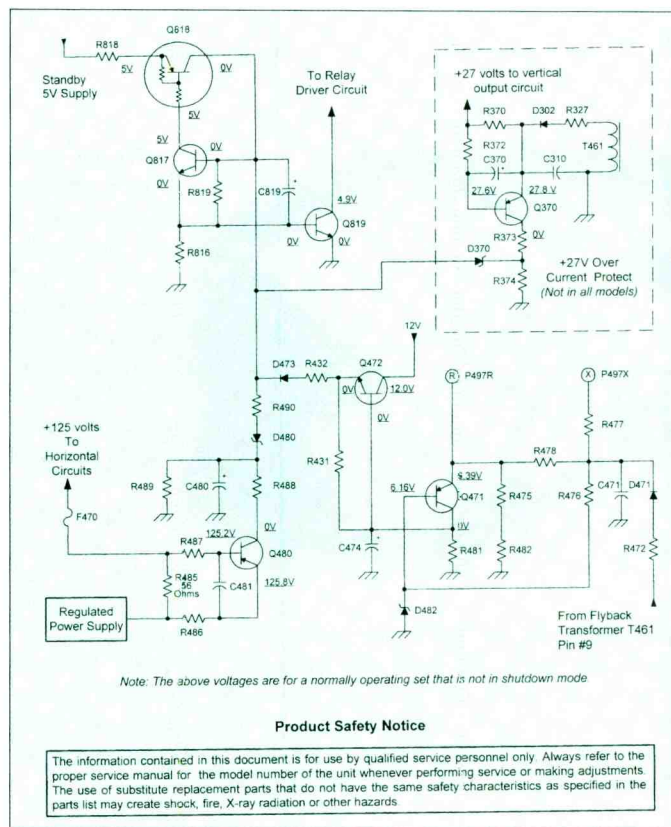 Q818
R818
Standby
5V Supply
5V
0V
5V
5V
0V
Q817
0V
R819
C819
R816
To Relay
Driver Circuit
4.9V
Q819
0V
0V
+27 volts to vertical
output circuit
R370
D302
R327
R372
C370
C310
T461
27.6V
27.8 V
Q370
R373
0V
D370
R374
+27V Over
Current Protect
(Not in all models)
12V
D473
R432
Q472
0V
12.0V
0V
R490
D480
R431
R
P497R
X
P497X
R477
R478
+125 volts
To
Horizontal
Circuits
F470
R489
C480
R488
0V
125.2V
R487
Q480
R485
56
Ohms
C481
125.8V
R486
Regulated
Power Supply
6.16V
6.39V
Q471
0V
R475
R476
C471
D471
C474
R481
R482
R472
D482
From Flyback
Transformer T461
Pin #9
Note: The above voltages are for a normally operating set that is not in shutdown mode
Product Safety Notice
The information contained in this document is for use by qualified service personnel only. Always refer to the
proper service manual for the model number of the unit whenever performing service or making adjustments.
The use of substitute replacement parts that do not have the same safety characteristics as specified in the
parts list may create shock, fire, X-ray radiation or other hazards